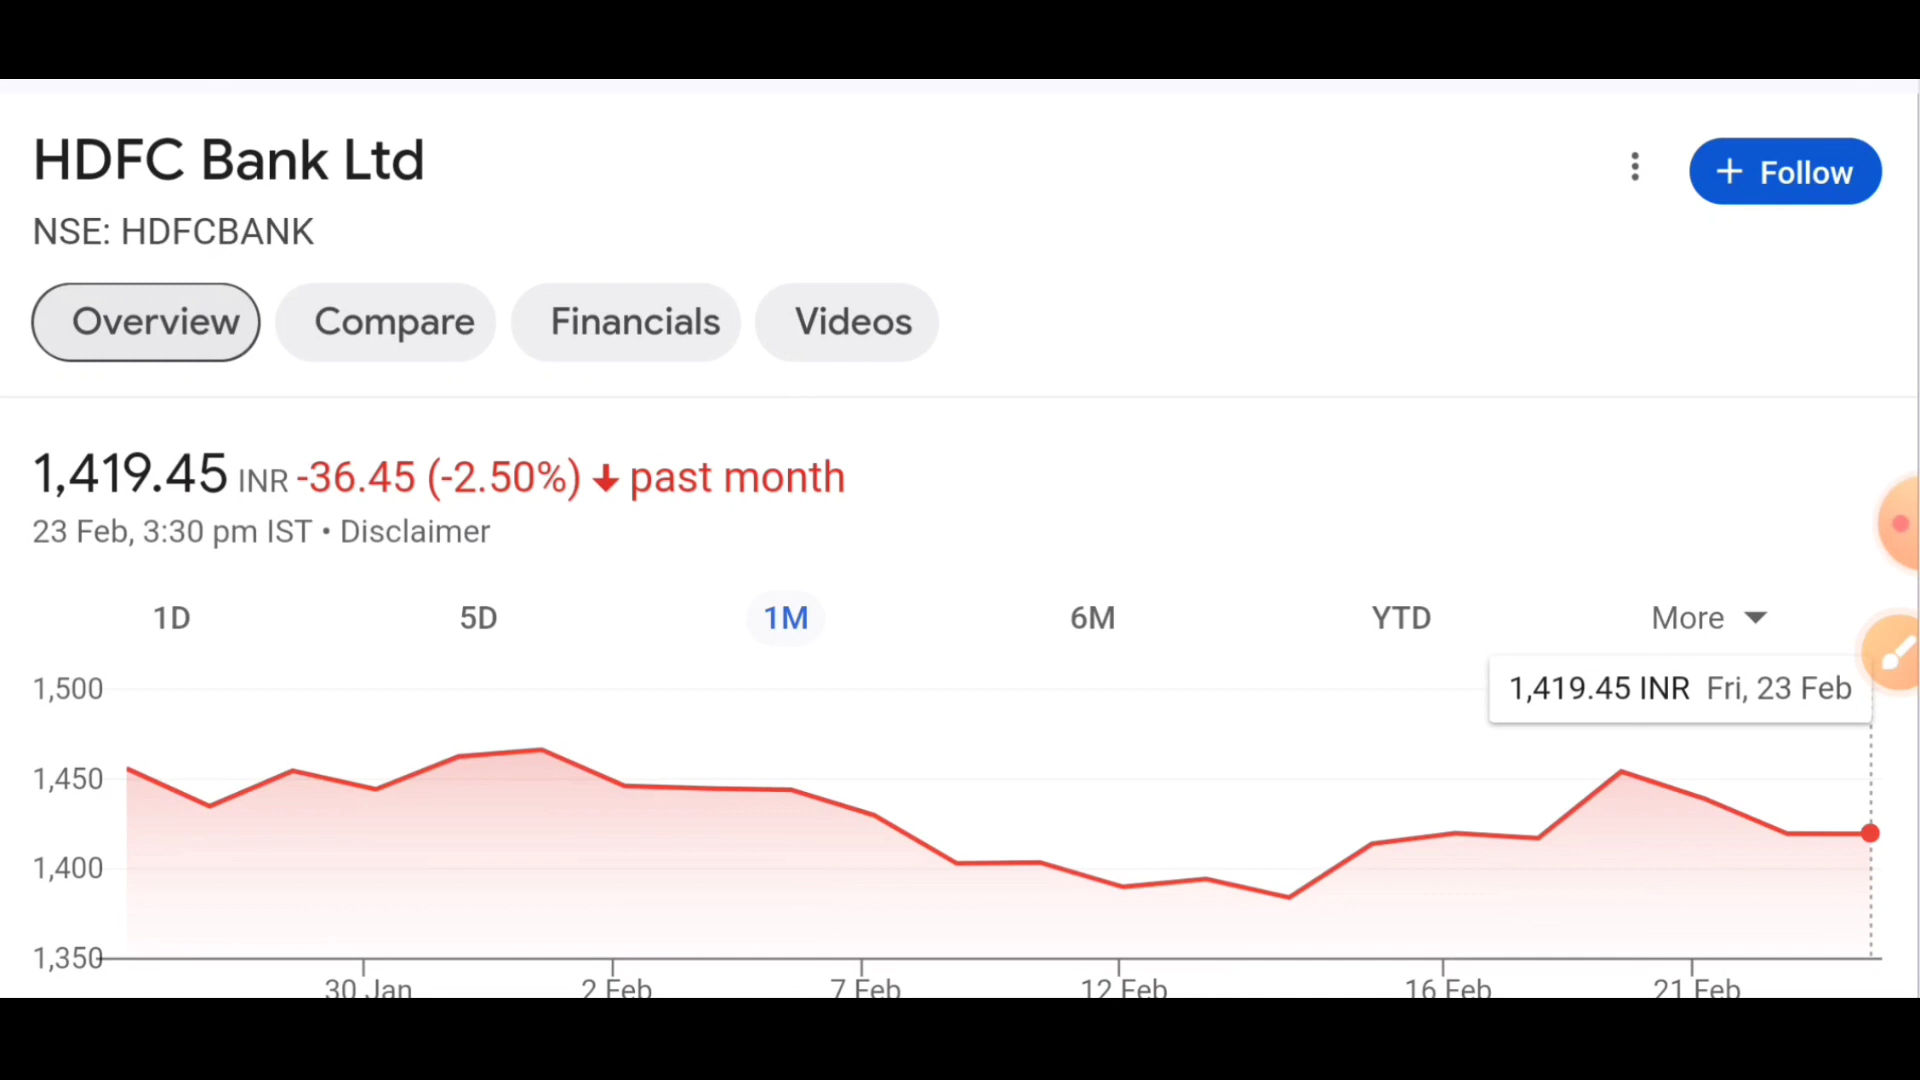 HDFC Bank Ltd
+ Follow
NSE: HDFCBANK
Overview Compare Financials Videos
1,419.45 INR -36.45 (-2.50%) ↓ past month
23 Feb, 3:30 pm IST • Disclaimer
1D 5D 1M 6M YTD More
1,419.45 INR Fri, 23 Feb
1,500
1,450
1,400
1,350
30 Jan 2 Feb 7 Feb 12 Feb 16 Feb 21 Feb